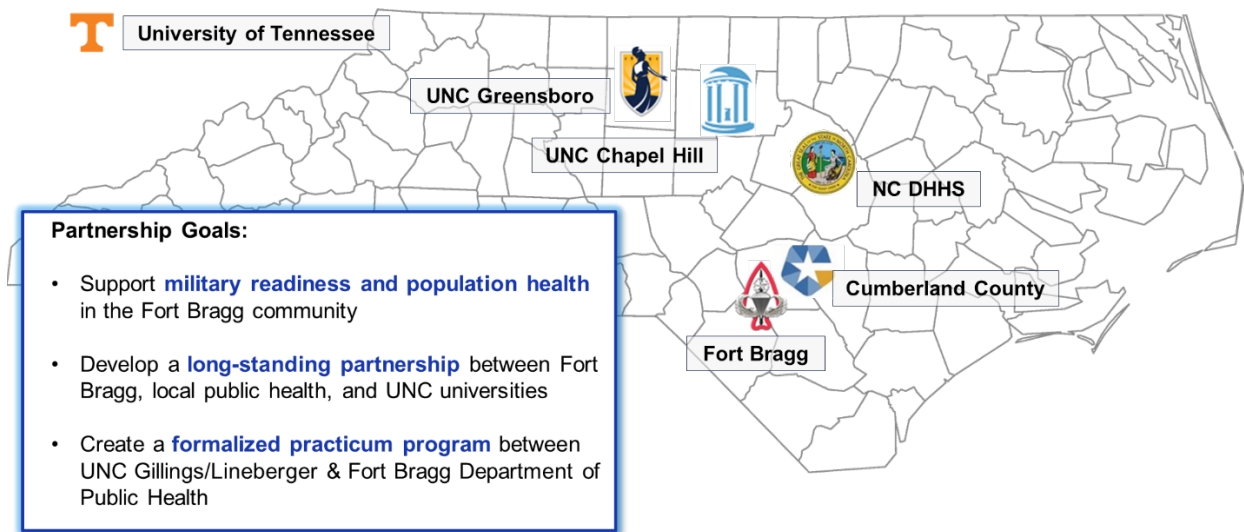 T
University of Tennessee
UNC Greensboro
UNC Chapel Hill
NC DHHS
Cumberland County
Fort Bragg
Partnership Goals:
• Support military readiness and population health
in the Fort Bragg community
• Develop a long-standing partnership between Fort
Bragg, local public health, and UNC universities
• Create a formalized practicum program between
UNC Gillings/Lineberger & Fort Bragg Department of
Public Health